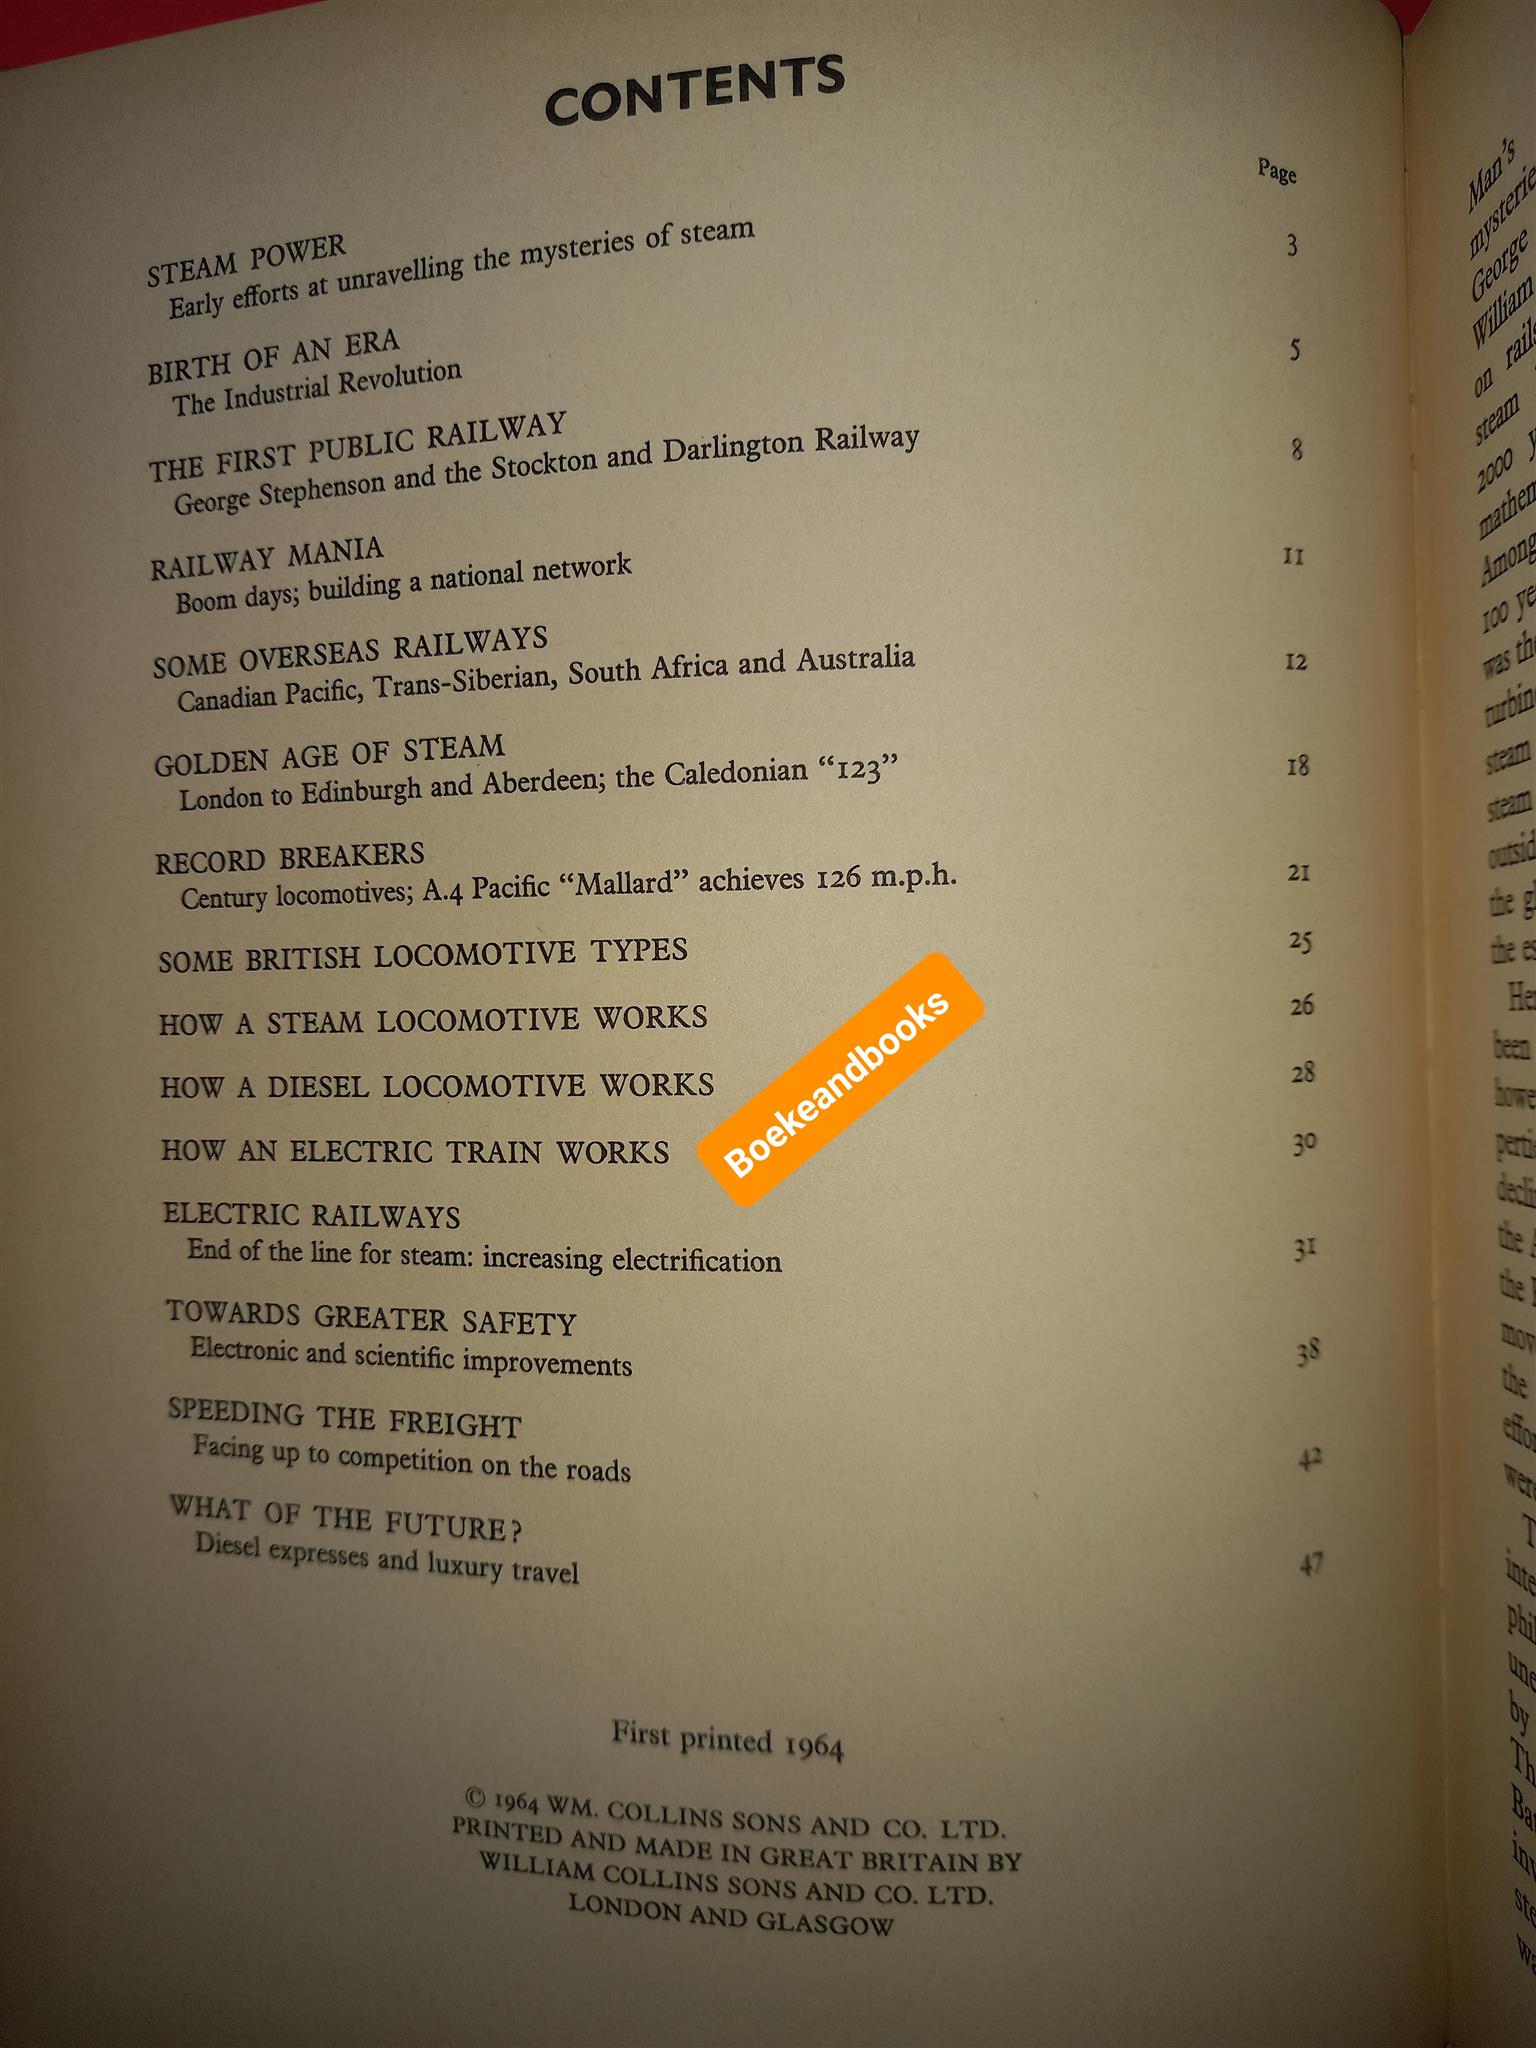 CONTENTS
Page
STEAM POWER 3
Early efforts at unravelling the mysteries of steam
BIRTH OF AN ERA 5
The Industrial Revolution
THE FIRST PUBLIC RAILWAY 8
George Stephenson and the Stockton and Darlington Railway
RAILWAY MANIA 11
Boom days; building a national network
SOME OVERSEAS RAILWAYS 12
Canadian Pacific, Trans-Siberian, South Africa and Australia
GOLDEN AGE OF STEAM 18
London to Edinburgh and Aberdeen; the Caledonian “123”
RECORD BREAKERS 21
Century locomotives; A.4 Pacific “Mallard” achieves 126 m.p.h.
SOME BRITISH LOCOMOTIVE TYPES 25
HOW A STEAM LOCOMOTIVE WORKS 26
HOW A DIESEL LOCOMOTIVE WORKS 28
HOW AN ELECTRIC TRAIN WORKS 30
Boekeandbooks
ELECTRIC RAILWAYS 31
End of the line for steam: increasing electrification
TOWARDS GREATER SAFETY 38
Electronic and scientific improvements
SPEEDING THE FREIGHT 42
Facing up to competition on the roads
WHAT OF THE FUTURE? 47
Diesel expresses and luxury travel
First printed 1964
© 1964 WM. COLLINS SONS AND CO. LTD.
PRINTED AND MADE IN GREAT BRITAIN BY
WILLIAM COLLINS SONS AND CO. LTD.
LONDON AND GLASGOW
Man's
George
William
on
steam
2000
Among
100
steam
steam
the
the
been
the
the
the
were
by